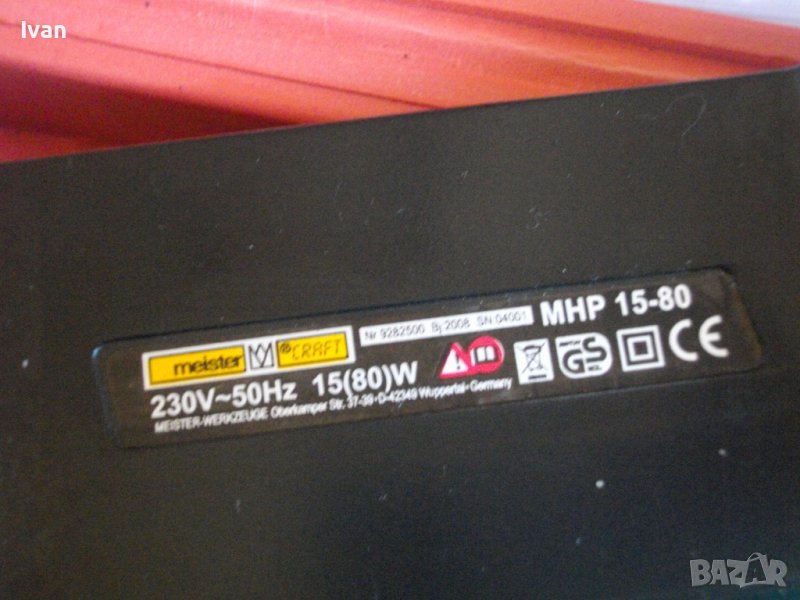 Ivan
meister CRAFT Nr.9282500 Bj.2008 SN:04001 MHP 15-80
230V~50Hz 15(80)W
MEISTER-WERKZEUGE Oberkamper Str. 37-39·D-42349 Wuppertal·Germany
GS CE
BAZAR